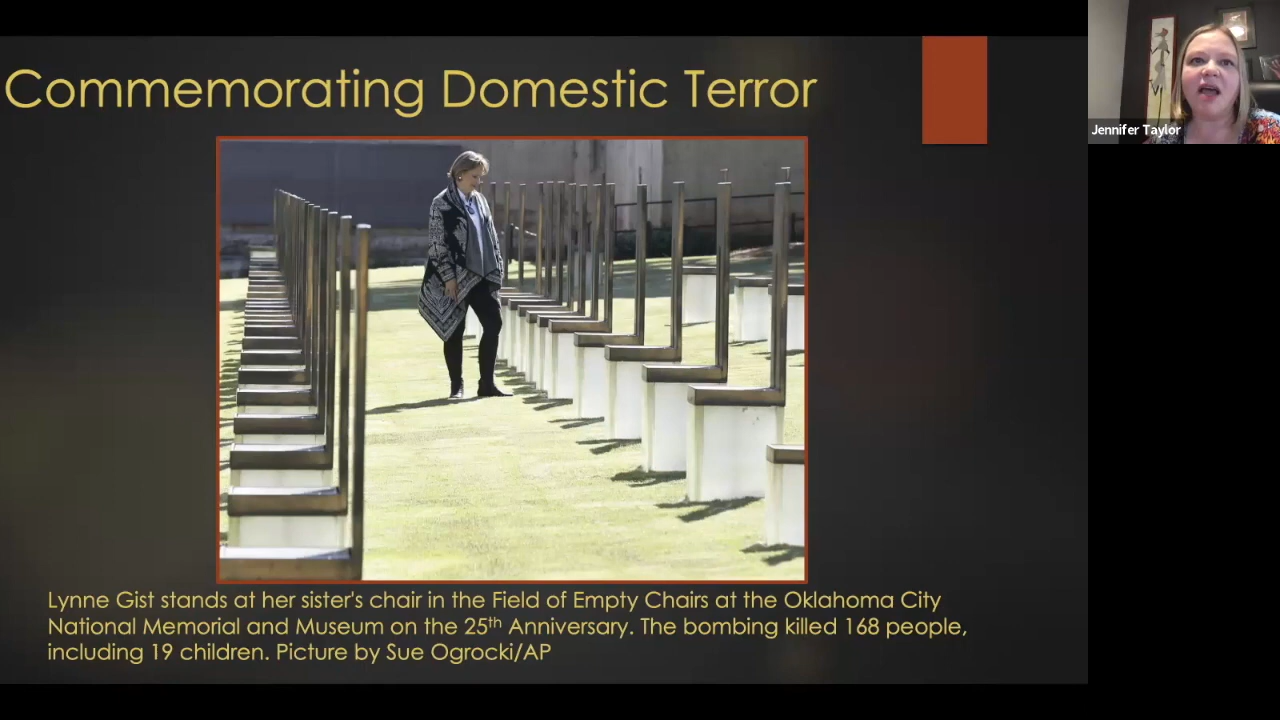 Commemorating Domestic Terror
Jennifer Taylor
Lynne Gist stands at her sister's chair in the Field of Empty Chairs at the Oklahoma City
National Memorial and Museum on the 25th Anniversary. The bombing killed 168 people,
including 19 children. Picture by Sue Ogrocki/AP